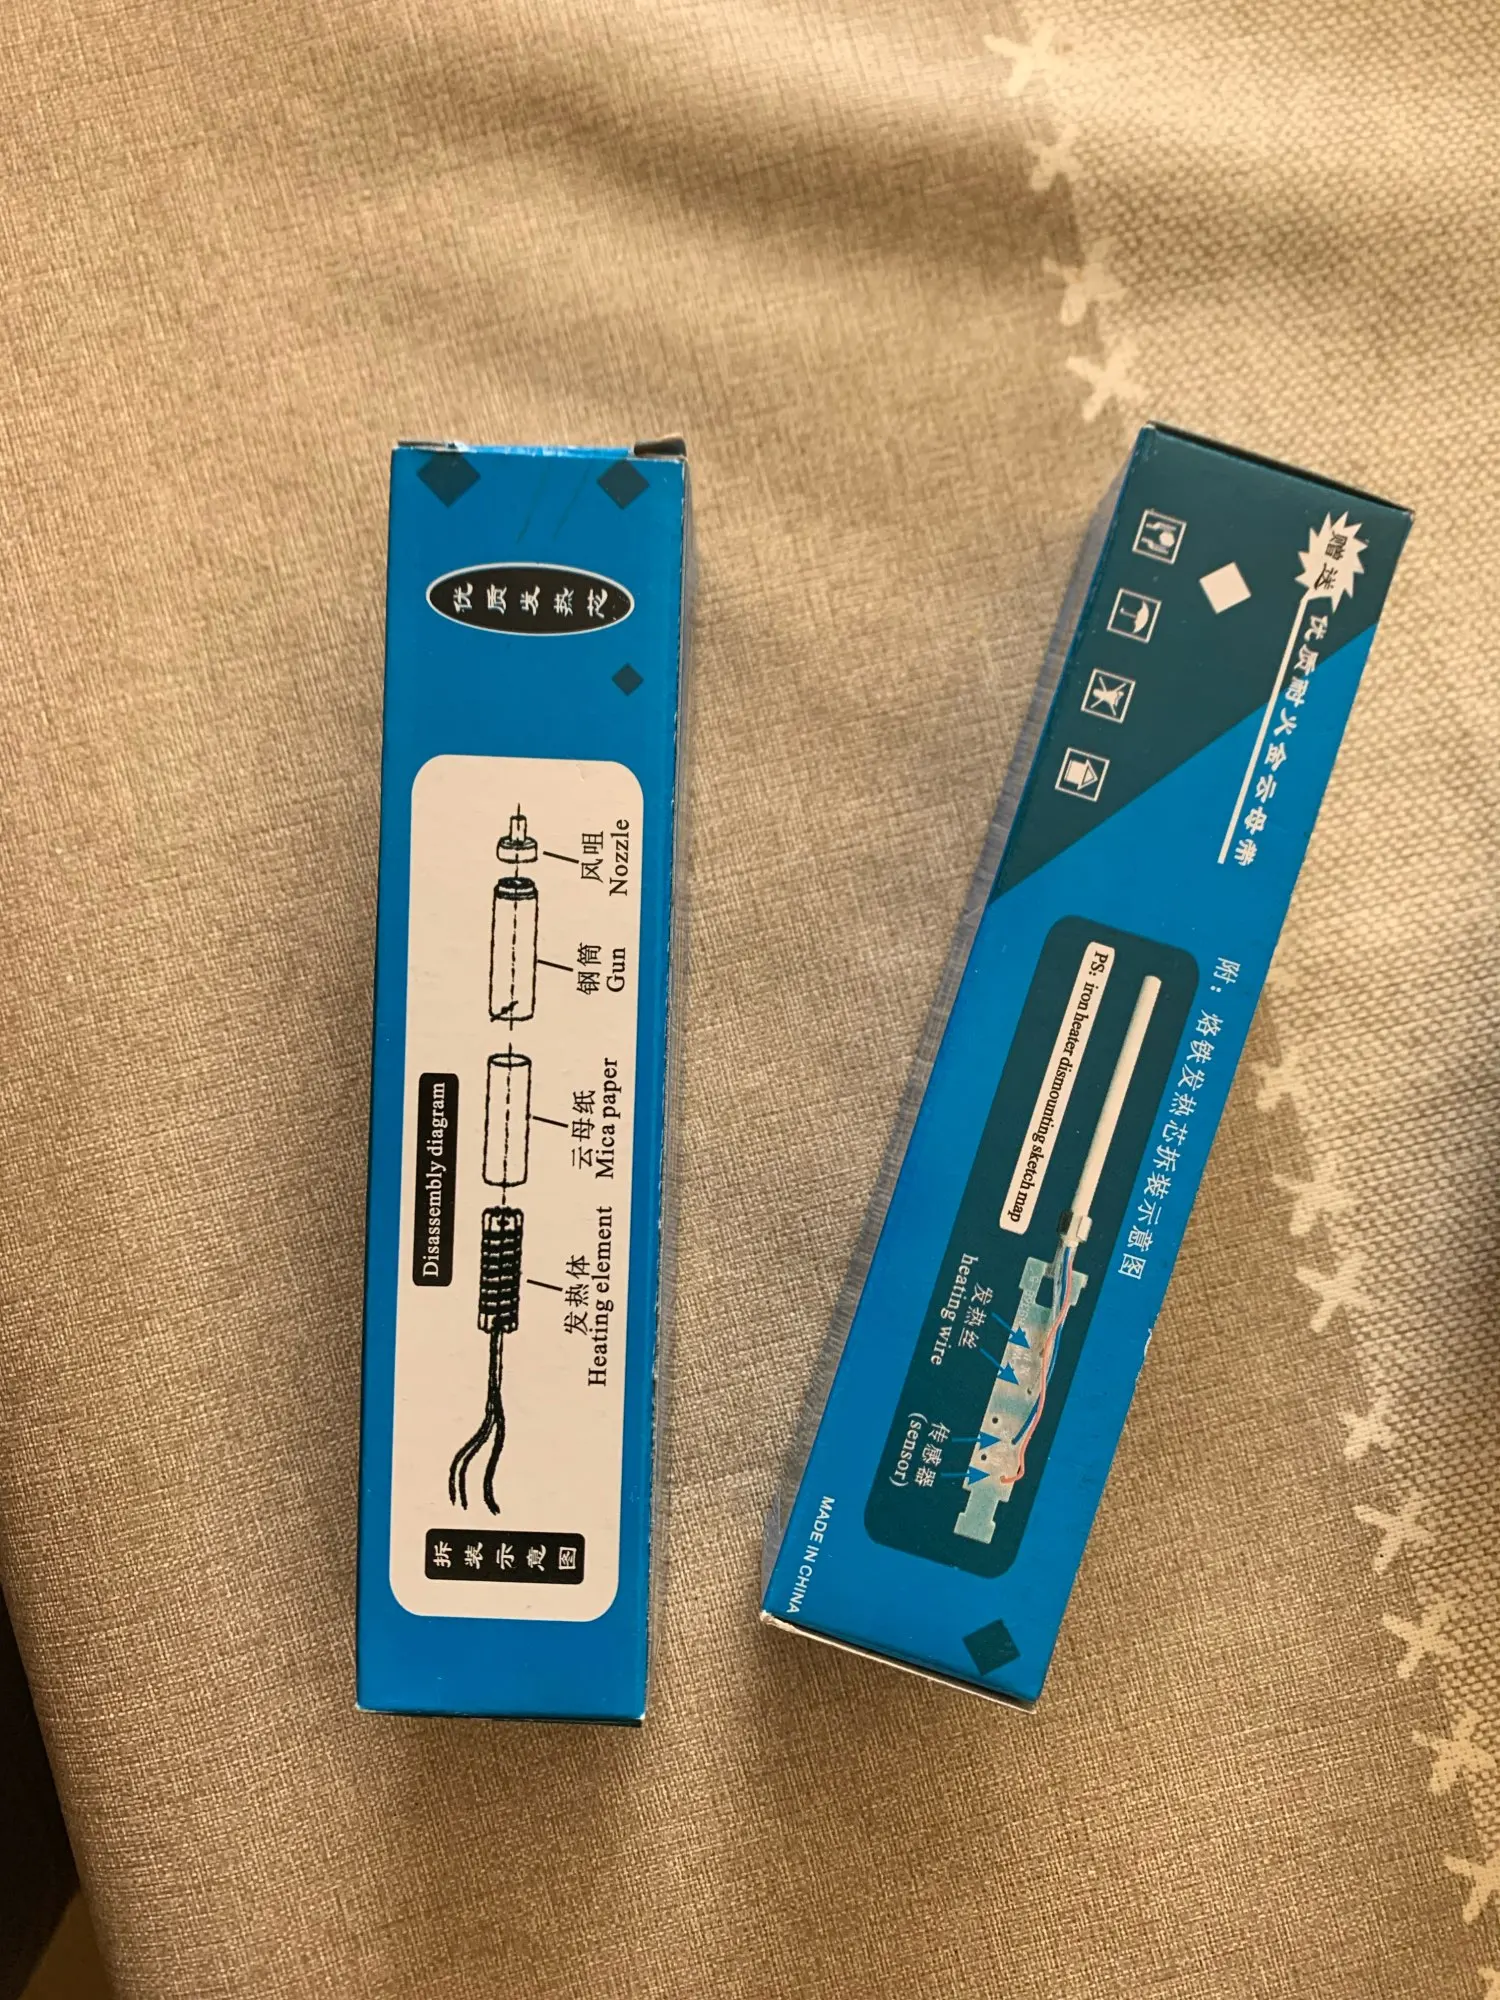 优质发热芯
Disassembly diagram
拆装示意图
风咀
Nozzle
钢筒
Gun
云母纸
Mica paper
发热体
Heating element
赠送
优质耐火金云母带
附：烙铁发热芯拆装示意图
PS: iron heater dismounting sketch map
发热丝
heating wire
传感器
(sensor)
MADE IN CHINA